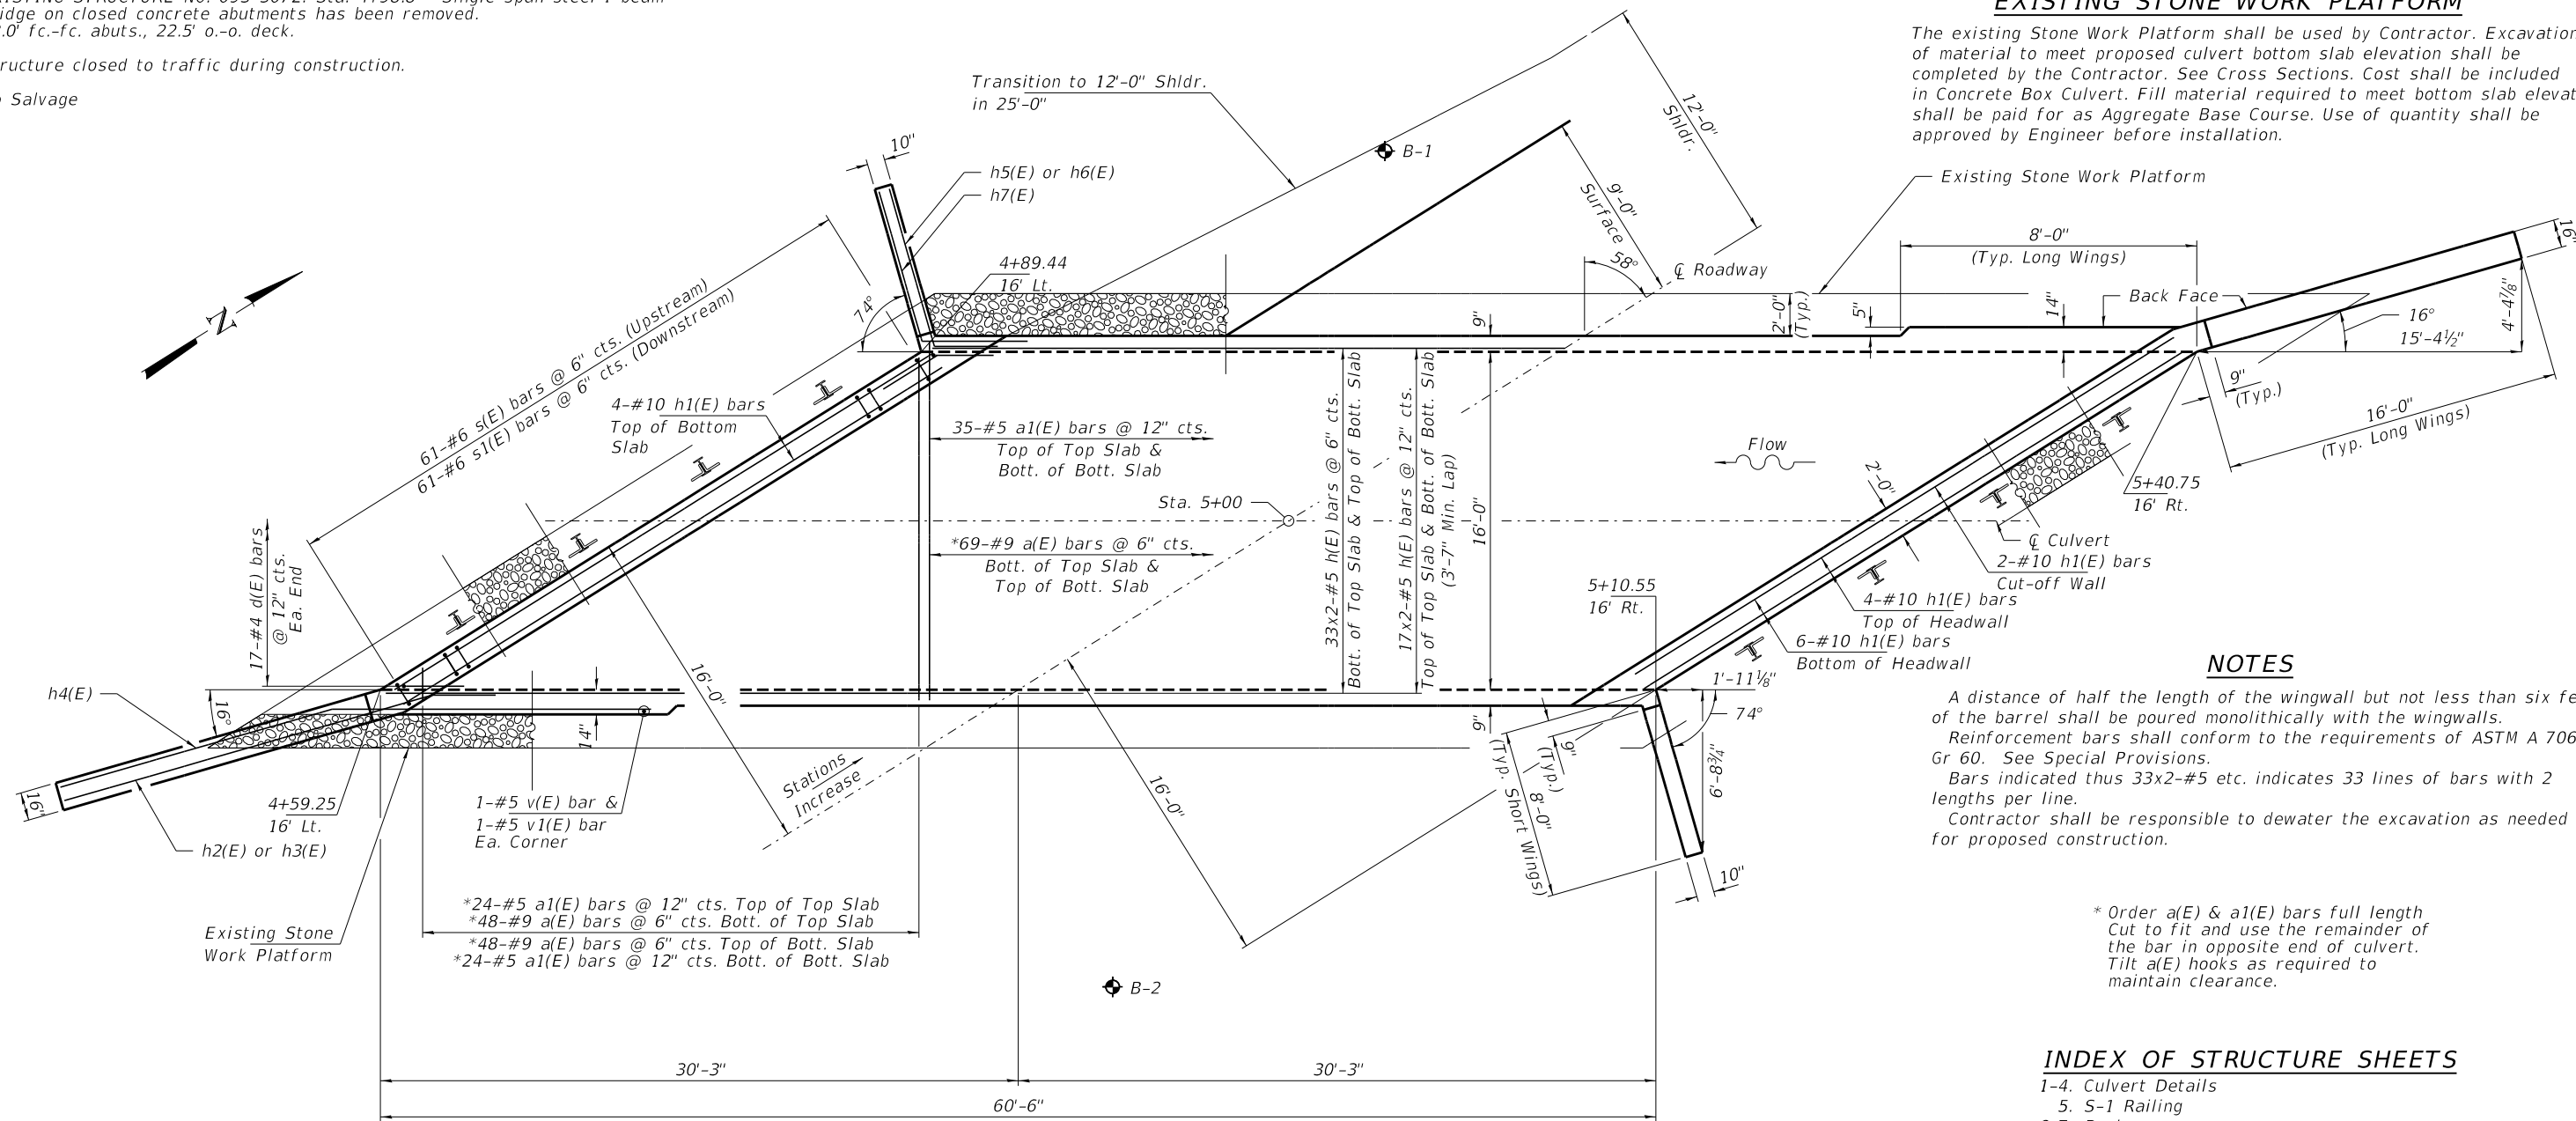 bridge on closed concrete abutments has been removed.
fc.-fc. abuts., 22.5' o.-o. deck.
closed to traffic during construction.
Salvage
EXISTING STONE WORK PLATFORM
The existing Stone Work Platform shall be used by Contractor. Excavation
of material to meet proposed culvert bottom slab elevation shall be
completed by the Contractor. See Cross Sections. Cost shall be included
in Concrete Box Culvert. Fill material required to meet bottom slab
shall be paid for as Aggregate Base Course. Use of quantity shall be
approved by Engineer before installation.
Transition to 12'-0" Shldr.
in 25'-0"
12'-0"
Shldr.
B-1
10"
h5(E) or h6(E)
h7(E)
9'-0"
Surface
58°
℄ Roadway
Existing Stone Work Platform
8'-0"
(Typ. Long Wings)
16"
N
61-#6 s(E) bars @ 6" cts. (Upstream)
61-#6 s1(E) bars @ 6" cts. (Downstream)
74°
4+89.44
16' Lt.
9"
2'-0"
(Typ.)
5"
14"
Back Face
16°
15'-4½"
4'-4⅞"
9"
(Typ.)
16'-0"
(Typ. Long Wings)
4-#10 h1(E) bars
Top of Bottom
Slab
35-#5 a1(E) bars @ 12" cts.
Top of Top Slab &
Bott. of Bott. Slab
33x2-#5 h(E) bars @ 6" cts.
Bott. of Top Slab & Top of Bott. Slab
17x2-#5 h(E) bars @ 12" cts.
Top of Top Slab & Bott. of Bott. Slab
(3'-7" Min. Lap)
16'-0"
Flow
Sta. 5+00
2'-0"
5+40.75
16' Rt.
*69-#9 a(E) bars @ 6" cts.
Bott. of Top Slab &
Top of Bott. Slab
℄ Culvert
2-#10 h1(E) bars
Cut-off Wall
4-#10 h1(E) bars
Top of Headwall
6-#10 h1(E) bars
Bottom of Headwall
5+10.55
16' Rt.
17-#4 d(E) bars
@ 12" cts.
Ea. End
h4(E)
16°
16'-0"
14"
9"
1'-11⅛"
74°
6'-8¾"
9"
(Typ.)
8'-0"
(Typ. Short Wings)
10"
Stations
Increase
16'-0"
16"
4+59.25
16' Lt.
1-#5 v(E) bar &
1-#5 v1(E) bar
Ea. Corner
h2(E) or h3(E)
NOTES
A distance of half the length of the wingwall but not less than six
of the barrel shall be poured monolithically with the wingwalls.
Reinforcement bars shall conform to the requirements of ASTM A 706
Gr 60. See Special Provisions.
Bars indicated thus 33x2-#5 etc. indicates 33 lines of bars with 2
lengths per line.
Contractor shall be responsible to dewater the excavation as needed
for proposed construction.
Existing Stone
Work Platform
*24-#5 a1(E) bars @ 12" cts. Top of Top Slab
*48-#9 a(E) bars @ 6" cts. Bott. of Top Slab
*48-#9 a(E) bars @ 6" cts. Top of Bott. Slab
*24-#5 a1(E) bars @ 12" cts. Bott. of Bott. Slab
* Order a(E) & a1(E) bars full length
Cut to fit and use the remainder of
the bar in opposite end of culvert.
Tilt a(E) hooks as required to
maintain clearance.
B-2
30'-3"
30'-3"
60'-6"
INDEX OF STRUCTURE SHEETS
1-4. Culvert Details
5. S-1 Railing